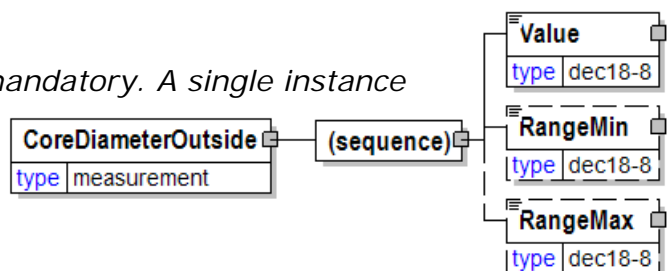 Value
type dec18-8
mandatory. A single instance
RangeMin
type dec18-8
CoreDiameterOutside
type measurement
(sequence)
RangeMax
type dec18-8